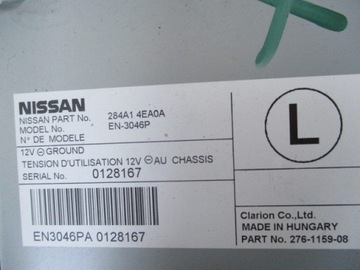 NISSAN
NISSAN PART No. 284A1 4EA0A
MODEL No. EN-3046P
N° DE MODELE
12V ⊖ GROUND
TENSION D'UTILISATION 12V ⊖ AU CHASSIS
SERIAL No. 0128167
L
EN3046PA 0128167
Clarion Co.,Ltd.
MADE IN HUNGARY
PART No. 276-1159-08